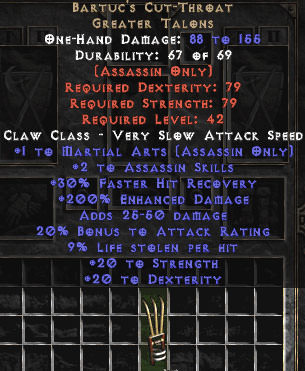 Bartuc's Cut-Throat
Greater Talons
One-Hand Damage: 88 to 155
Durability: 67 of 69
(Assassin Only)
Required Dexterity: 79
Required Strength: 79
Required Level: 42
Claw Class - Very Slow Attack Speed
+1 to Martial Arts (Assassin Only)
+2 to Assassin Skills
+30% Faster Hit Recovery
+200% Enhanced Damage
Adds 25-50 damage
20% Bonus to Attack Rating
9% Life stolen per hit
+20 to Strength
+20 to Dexterity